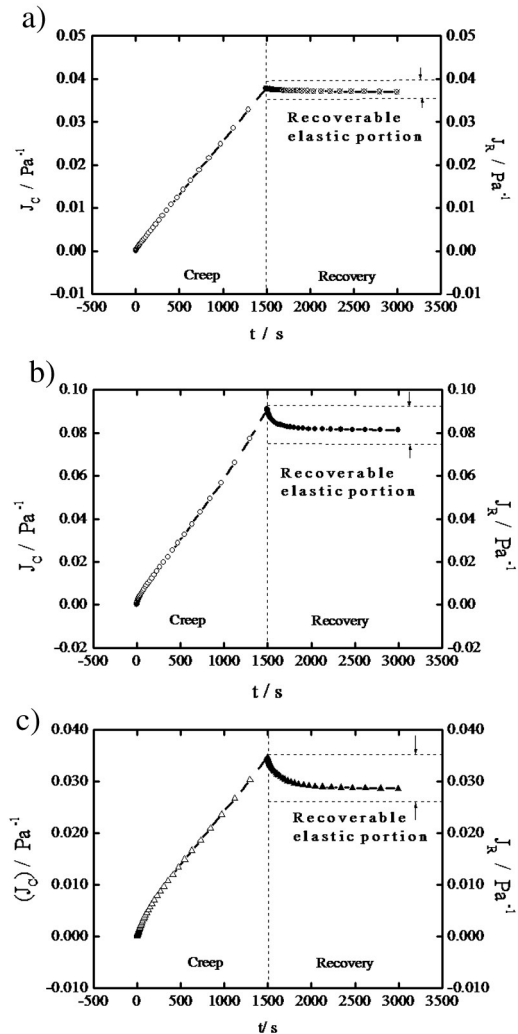 a)
0.05
0.04
0.03
0.02
0.01
0.00
-0.01
J_C / Pa^-1
0.05
0.04
0.03
0.02
0.01
0.00
-0.01
J_R / Pa^-1
Recoverable
elastic portion
Creep
Recovery
-500 0 500 1000 1500 2000 2500 3000 3500
t / s
b)
0.10
0.08
0.06
0.04
0.02
0.00
-0.02
J_C / Pa^-1
0.10
0.08
0.06
0.04
0.02
0.00
-0.02
J_R / Pa^-1
Recoverable
elastic portion
Creep
Recovery
-500 0 500 1000 1500 2000 2500 3000 3500
t / s
c)
0.040
0.030
0.020
0.010
0.000
-0.010
(J_C) / Pa^-1
0.040
0.030
0.020
0.010
0.000
-0.010
J_R / Pa^-1
Recoverable
elastic portion
Creep
Recovery
-500 0 500 1000 1500 2000 2500 3000 3500
t/ s